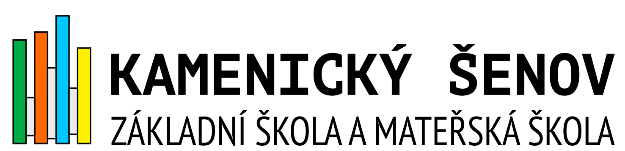 KAMENICKÝ ŠENOV
ZÁKLADNÍ ŠKOLA A MATEŘSKÁ ŠKOLA